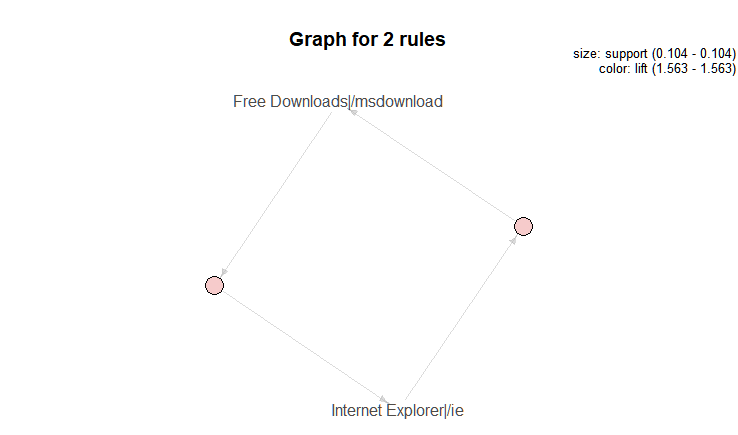 Graph for 2 rules
size: support (0.104 - 0.104)
color: lift (1.563 - 1.563)
Free Downloads|/msdownload
Internet Explorer|/ie